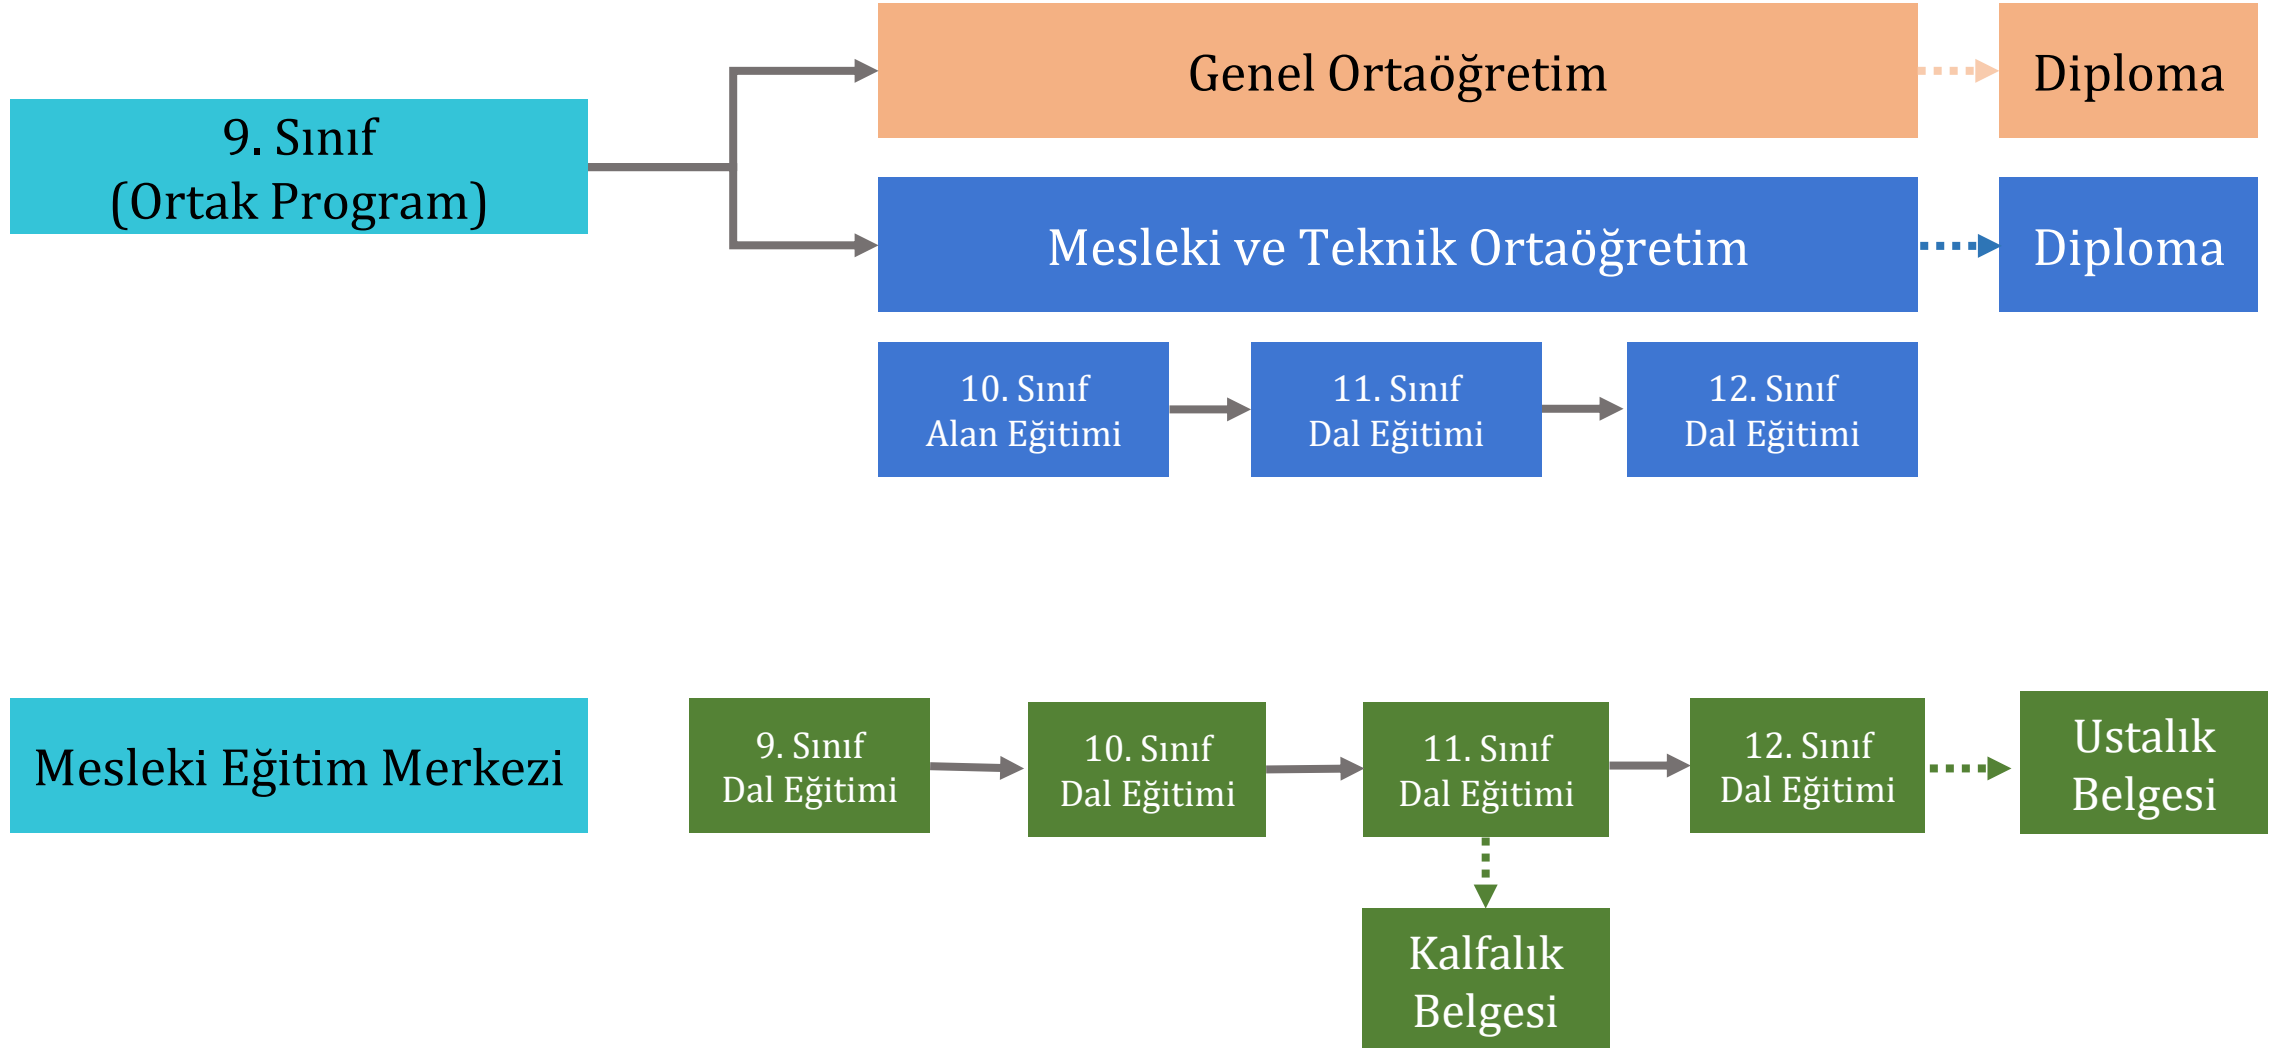 9. Sınıf
(Ortak Program)
Genel Ortaöğretim
Diploma
Mesleki ve Teknik Ortaöğretim
Diploma
10. Sınıf
Alan Eğitimi
11. Sınıf
Dal Eğitimi
12. Sınıf
Dal Eğitimi
Mesleki Eğitim Merkezi
9. Sınıf
Dal Eğitimi
10. Sınıf
Dal Eğitimi
11. Sınıf
Dal Eğitimi
12. Sınıf
Dal Eğitimi
Ustalık
Belgesi
Kalfalık
Belgesi